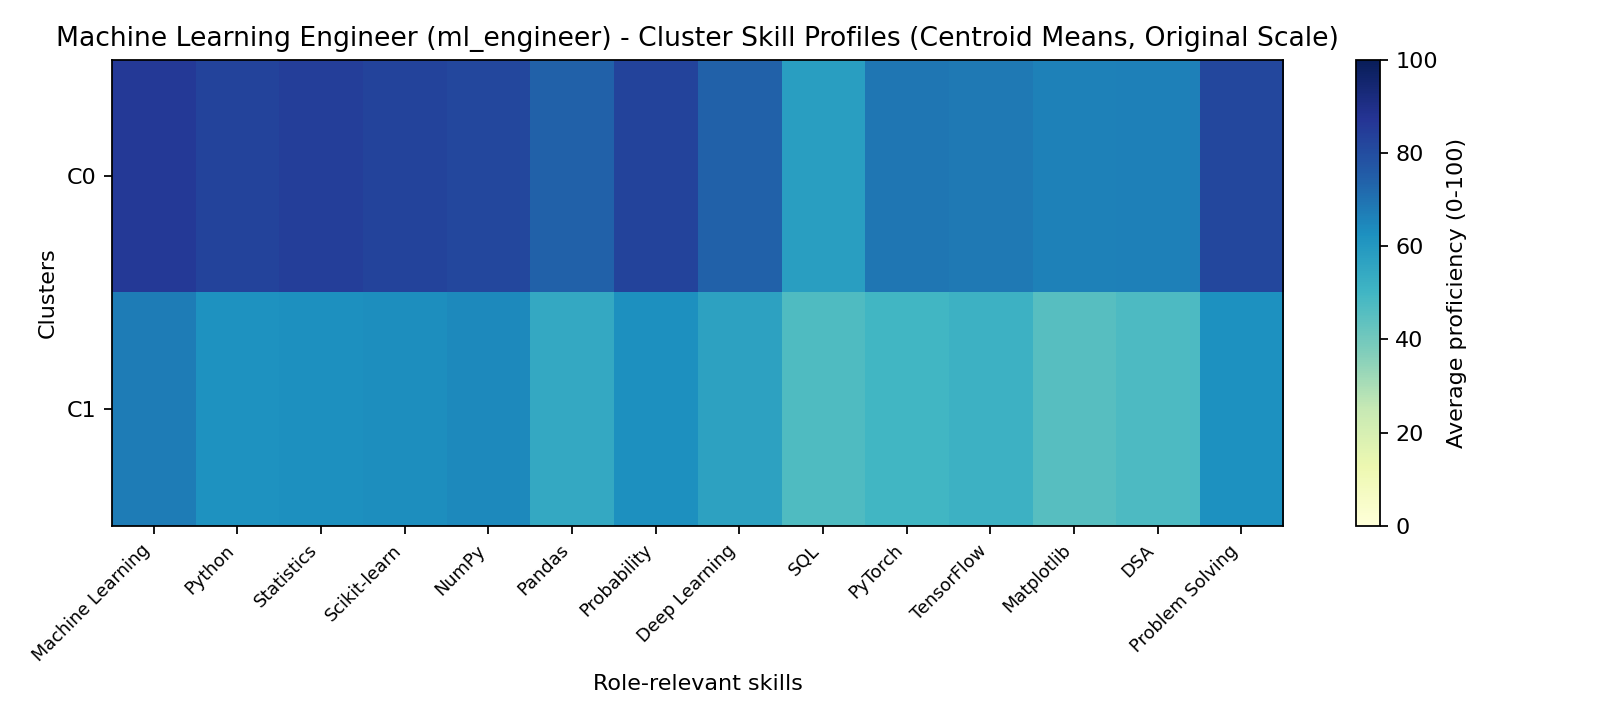 Machine Learning Engineer (ml_engineer) - Cluster Skill Profiles (Centroid Means, Original Scale)
Clusters
C0
C1
Machine Learning
Python
Statistics
Scikit-learn
NumPy
Pandas
Probability
Deep Learning
SQL
PyTorch
TensorFlow
Matplotlib
DSA
Problem Solving
Role-relevant skills
100
80
60
40
20
0
Average proficiency (0-100)